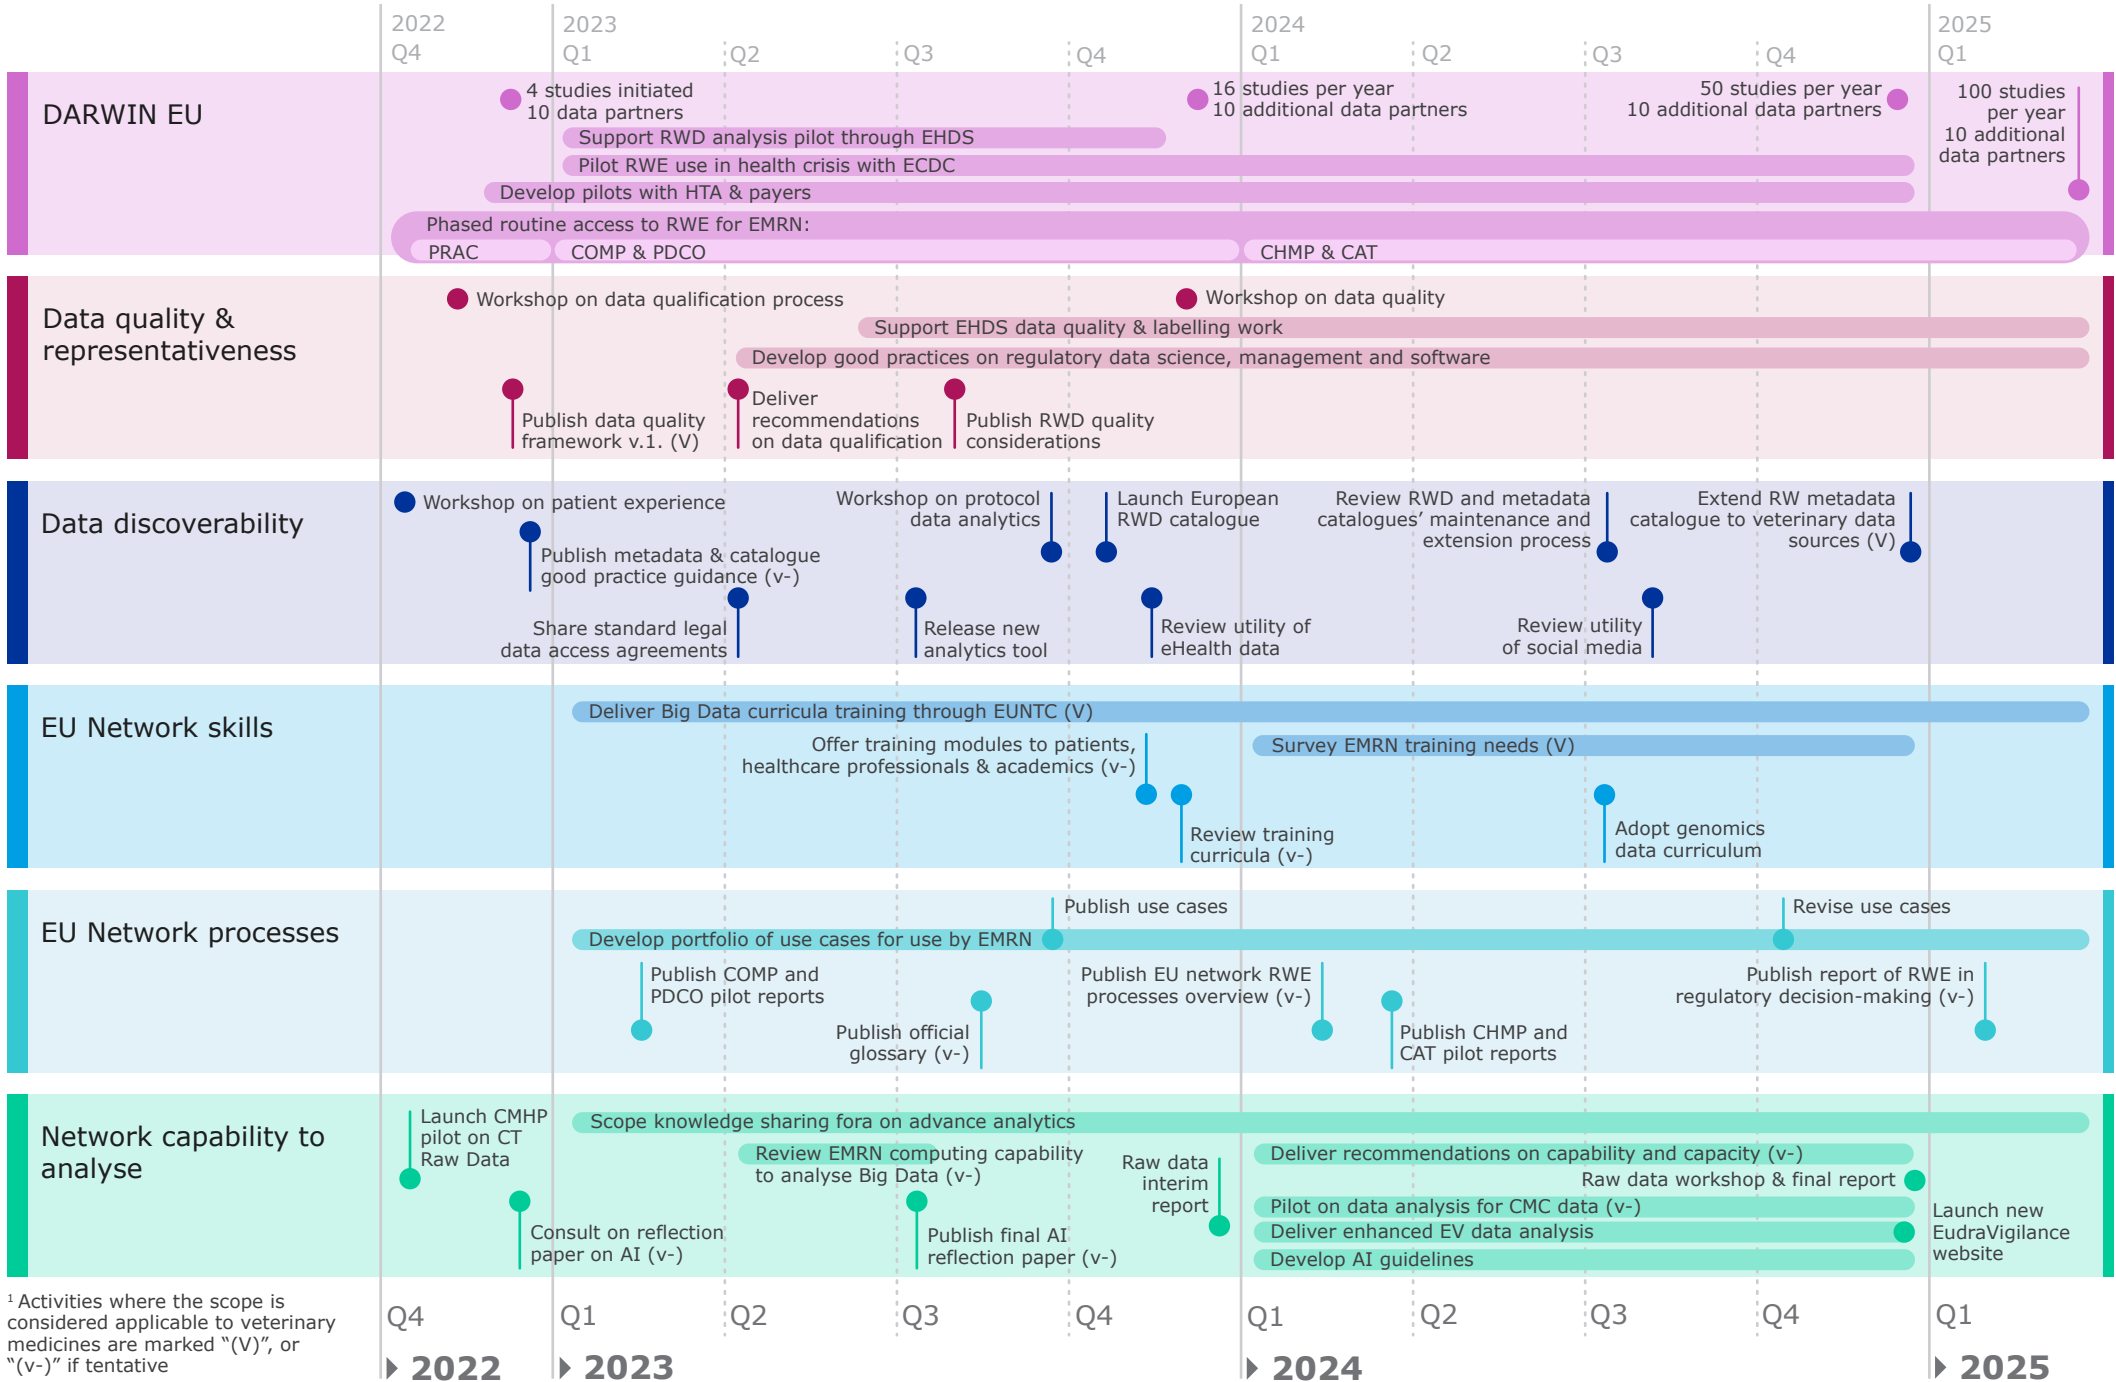 2022
Q4
2023
Q1
Q2
Q3
Q4
2024
Q1
Q2
Q3
Q4
2025
Q1
DARWIN EU
4 studies initiated
10 data partners
16 studies per year
10 additional data partners
50 studies per year
10 additional data partners
100 studies
per year
10 additional
data partners
Support RWD analysis pilot through EHDS
Pilot RWE use in health crisis with ECDC
Develop pilots with HTA & payers
Phased routine access to RWE for EMRN:
PRAC
COMP & PDCO
CHMP & CAT
Data quality &
representativeness
Workshop on data qualification process
Workshop on data quality
Support EHDS data quality & labelling work
Develop good practices on regulatory data science, management and software
Publish data quality
framework v.1. (V)
Deliver
recommendations
on data qualification
Publish RWD quality
considerations
Data discoverability
Workshop on patient experience
Publish metadata & catalogue
good practice guidance (v-)
Share standard legal
data access agreements
Workshop on protocol
data analytics
Release new
analytics tool
Launch European
RWD catalogue
Review utility of
eHealth data
Review RWD and metadata
catalogues’ maintenance and
extension process
Review utility
of social media
Extend RW metadata
catalogue to veterinary data
sources (V)
EU Network skills
Deliver Big Data curricula training through EUNTC (V)
Offer training modules to patients,
healthcare professionals & academics (v-)
Survey EMRN training needs (V)
Review training
curricula (v-)
Adopt genomics
data curriculum
EU Network processes
Publish use cases
Revise use cases
Develop portfolio of use cases for use by EMRN
Publish COMP and
PDCO pilot reports
Publish official
glossary (v-)
Publish EU network RWE
processes overview (v-)
Publish CHMP and
CAT pilot reports
Publish report of RWE in
regulatory decision-making (v-)
Network capability to
analyse
Launch CMHP
pilot on CT
Raw Data
Scope knowledge sharing fora on advance analytics
Review EMRN computing capability
to analyse Big Data (v-)
Consult on reflection
paper on AI (v-)
Publish final AI
reflection paper (v-)
Raw data
interim
report
Deliver recommendations on capability and capacity (v-)
Raw data workshop & final report
Pilot on data analysis for CMC data (v-)
Deliver enhanced EV data analysis
Develop AI guidelines
Launch new
EudraVigilance
website
1 Activities where the scope is
considered applicable to veterinary
medicines are marked “(V)”, or
“(v-)” if tentative
Q4
Q1
Q2
Q3
Q4
Q1
Q2
Q3
Q4
Q1
2022
2023
2024
2025